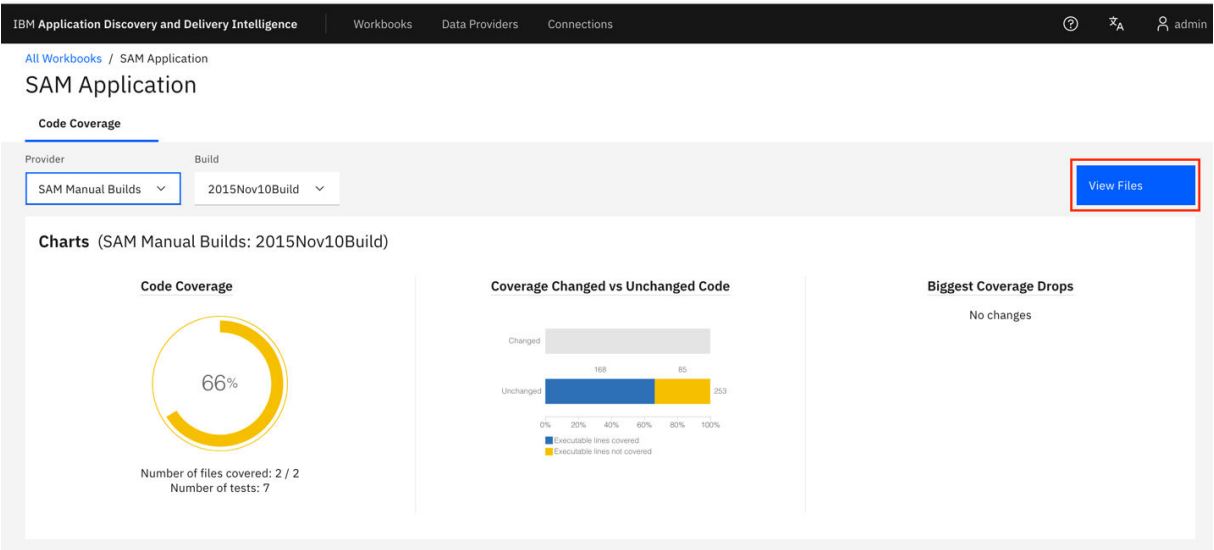 IBM Application Discovery and Delivery Intelligence Workbooks Data Providers Connections admin
All Workbooks / SAM Application
SAM Application
Code Coverage
Provider Build
SAM Manual Builds 2015Nov10Build View Files
Charts (SAM Manual Builds: 2015Nov10Build)
Code Coverage
66%
Number of files covered: 2 / 2
Number of tests: 7
Coverage Changed vs Unchanged Code
Changed
168 85
Unchanged 253
0% 20% 40% 60% 80% 100%
Executable lines covered
Executable lines not covered
Biggest Coverage Drops
No changes